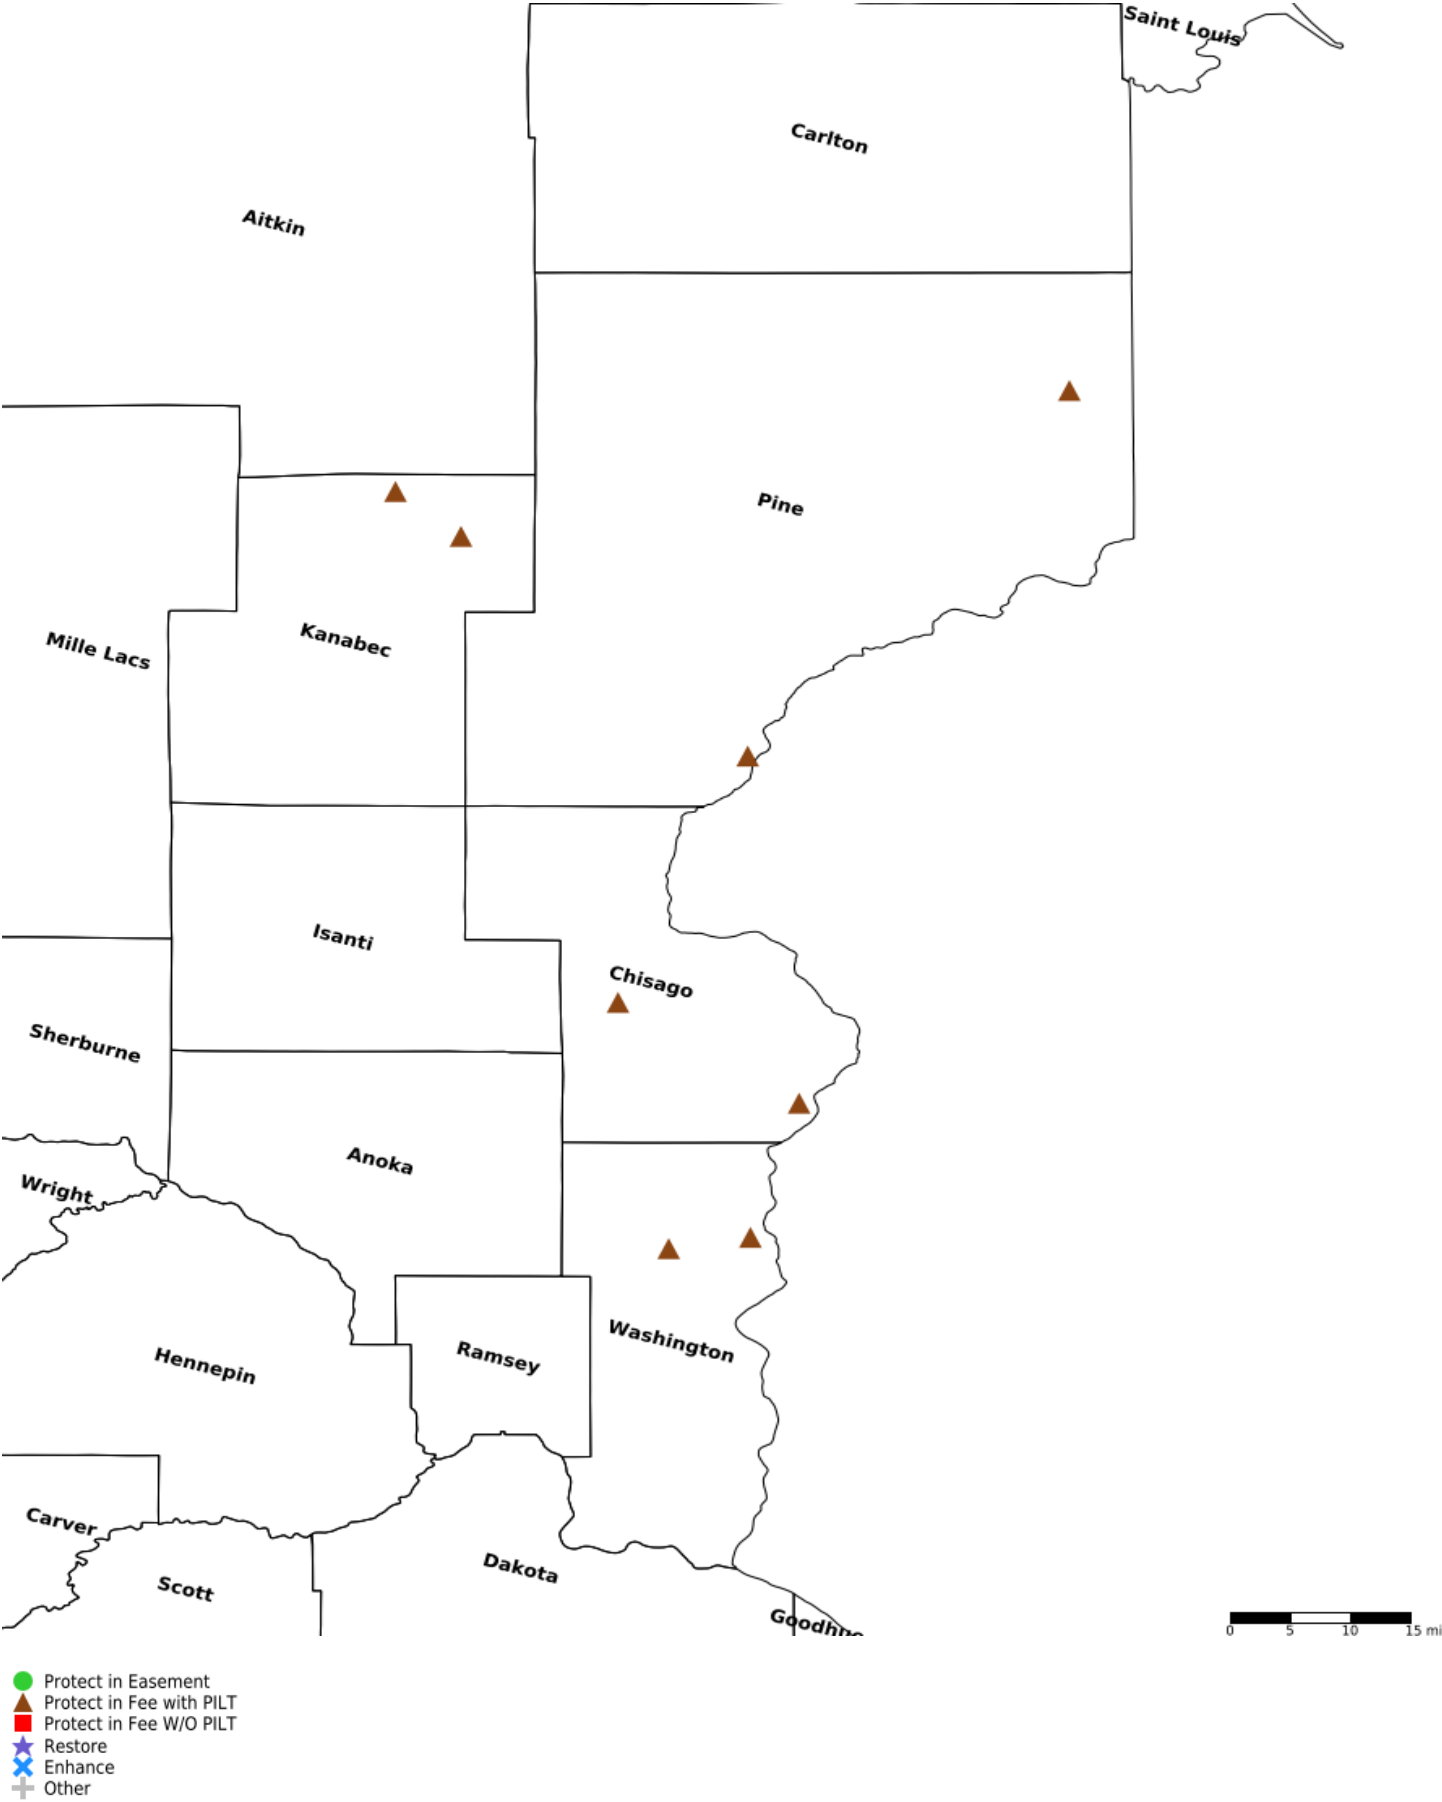 Saint Louis
Carlton
Aitkin
Pine
Kanabec
Mille Lacs
Isanti
Chisago
Sherburne
Anoka
Wright
Washington
Ramsey
Hennepin
Carver
Dakota
Scott
Goodhue
0 5 10 15 mi
Protect in Easement
Protect in Fee with PILT
Protect in Fee W/O PILT
Restore
Enhance
Other